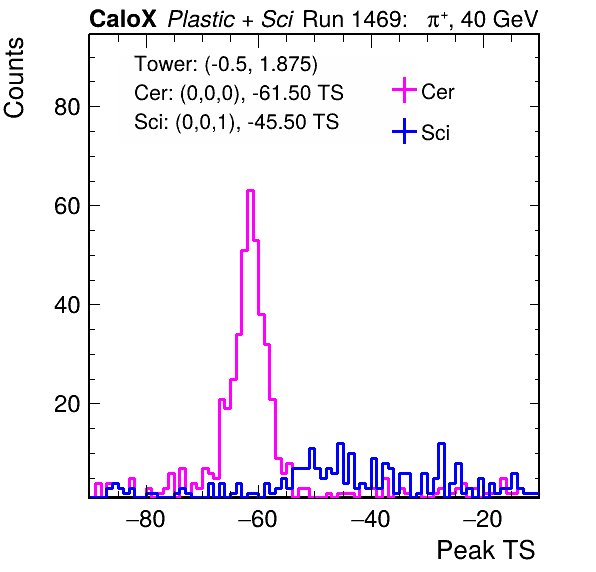 CaloX Plastic + Sci Run 1469: π⁺, 40 GeV
Counts
Tower: (-0.5, 1.875)
Cer: (0,0,0), -61.50 TS
Sci: (0,0,1), -45.50 TS
Cer
Sci
80
60
40
20
−80 −60 −40 −20
Peak TS